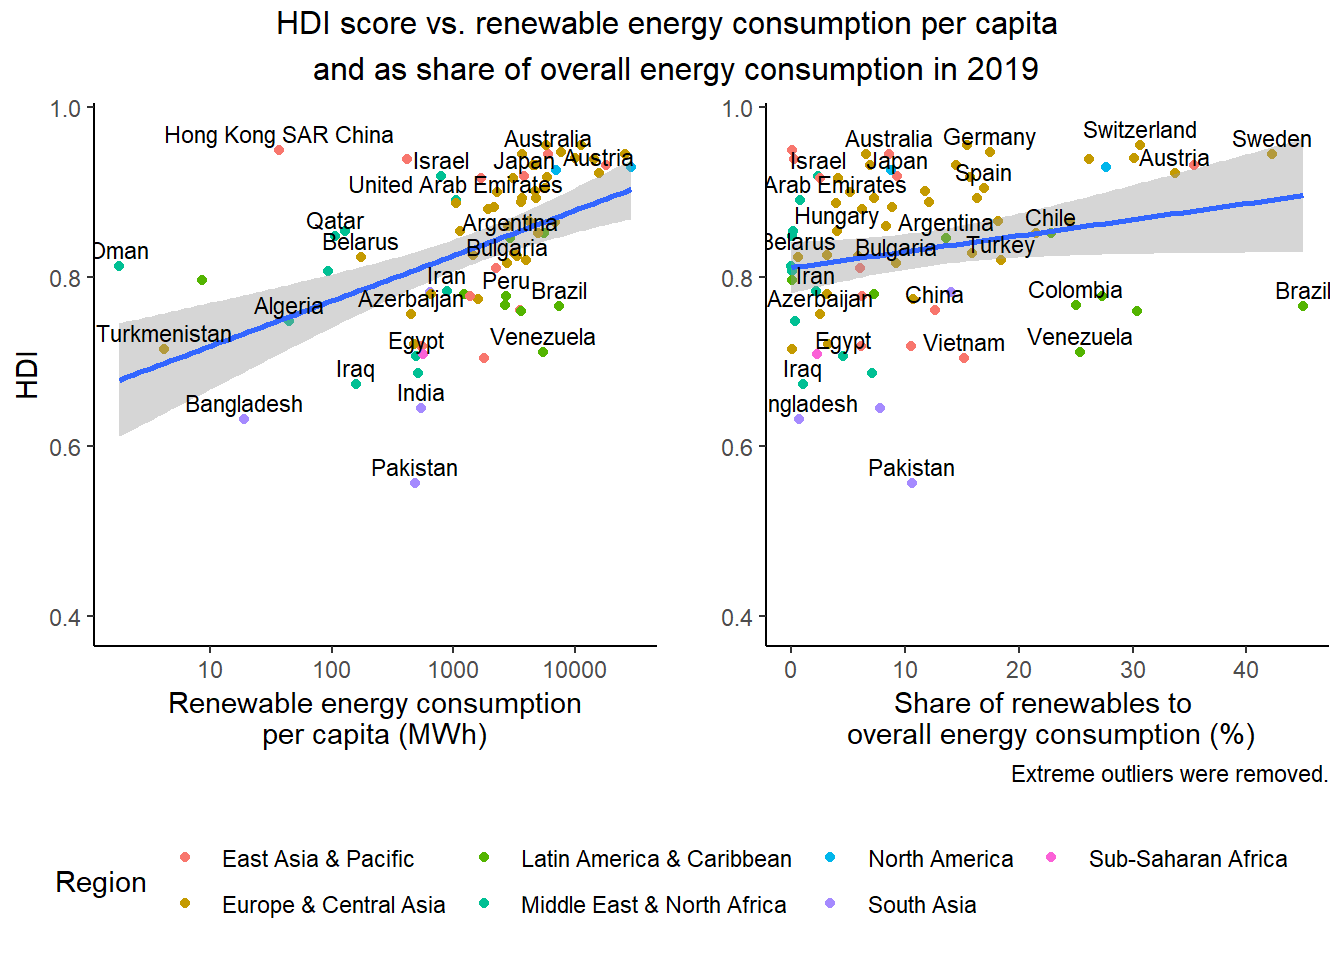 HDI score vs. renewable energy consumption per capita
and as share of overall energy consumption in 2019
HDI
1.0
0.8
0.6
0.4
Hong Kong SAR China
Australia
Israel
Japan
Austria
United Arab Emirates
Qatar
Argentina
Oman
Belarus
Bulgaria
Iran
Peru
Algeria
Azerbaijan
Brazil
Turkmenistan
Egypt
Venezuela
Iraq
India
Bangladesh
Pakistan
10
100
1000
10000
Renewable energy consumption
per capita (MWh)
1.0
0.8
0.6
0.4
Australia
Germany
Switzerland
Sweden
Israel
Japan
Austria
Spain
Arab Emirates
Hungary
Argentina
Chile
Belarus
Bulgaria
Turkey
Iran
Azerbaijan
China
Colombia
Brazil
Egypt
Vietnam
Venezuela
Iraq
ngladesh
Pakistan
0
10
20
30
40
Share of renewables to
overall energy consumption (%)
Extreme outliers were removed.
Region
East Asia & Pacific
Latin America & Caribbean
North America
Sub-Saharan Africa
Europe & Central Asia
Middle East & North Africa
South Asia